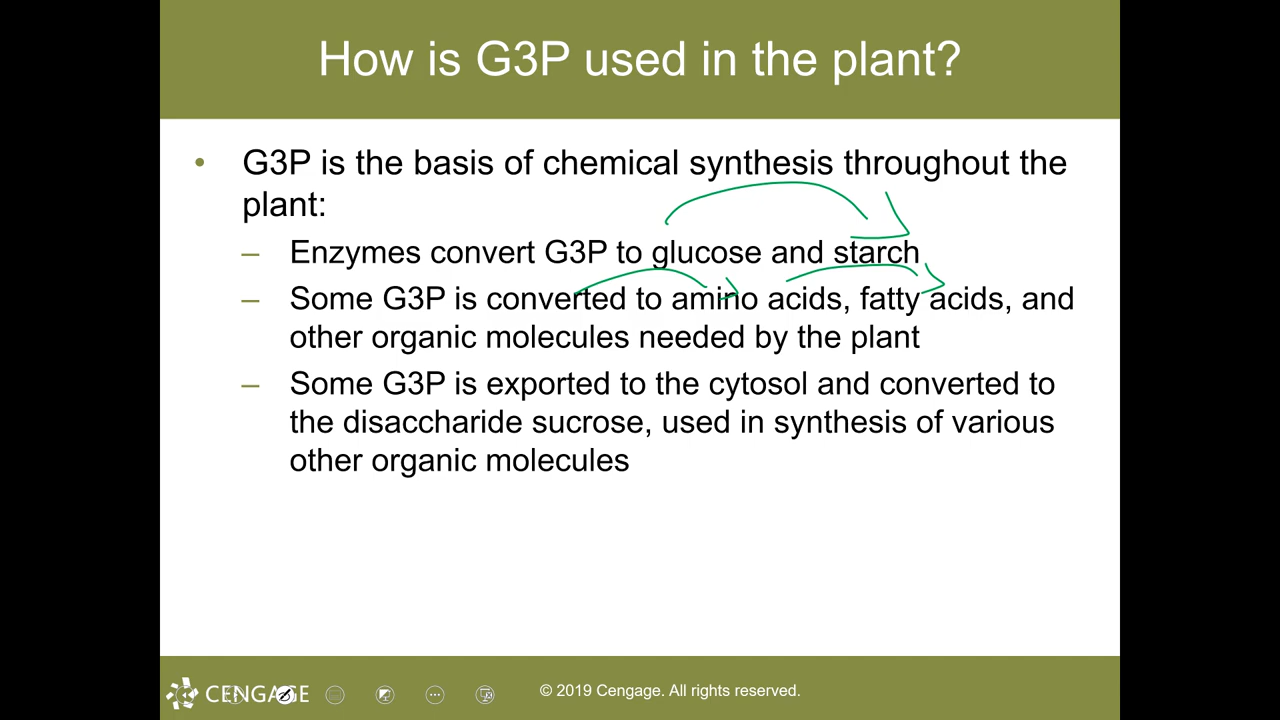 How is G3P used in the plant?
• G3P is the basis of chemical synthesis throughout the
plant:
– Enzymes convert G3P to glucose and starch
– Some G3P is converted to amino acids, fatty acids, and
other organic molecules needed by the plant
– Some G3P is exported to the cytosol and converted to
the disaccharide sucrose, used in synthesis of various
other organic molecules
CENGAGE
© 2019 Cengage. All rights reserved.